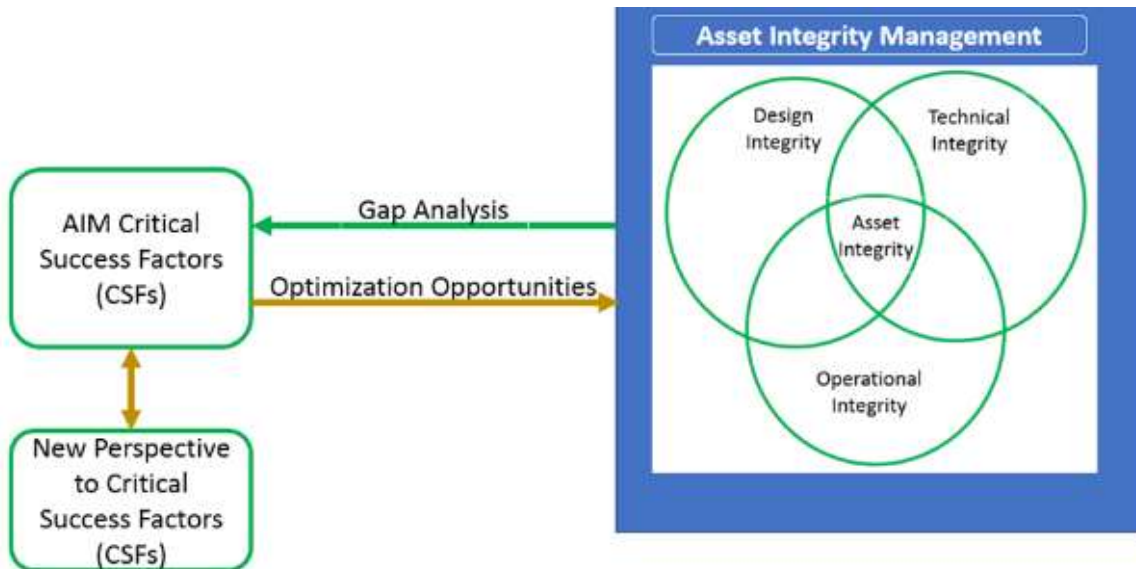 Asset Integrity Management
Design
Integrity
Technical
Integrity
Asset
Integrity
Operational
Integrity
Gap Analysis
Optimization Opportunities
AIM Critical
Success Factors
(CSFs)
New Perspective
to Critical
Success Factors
(CSFs)